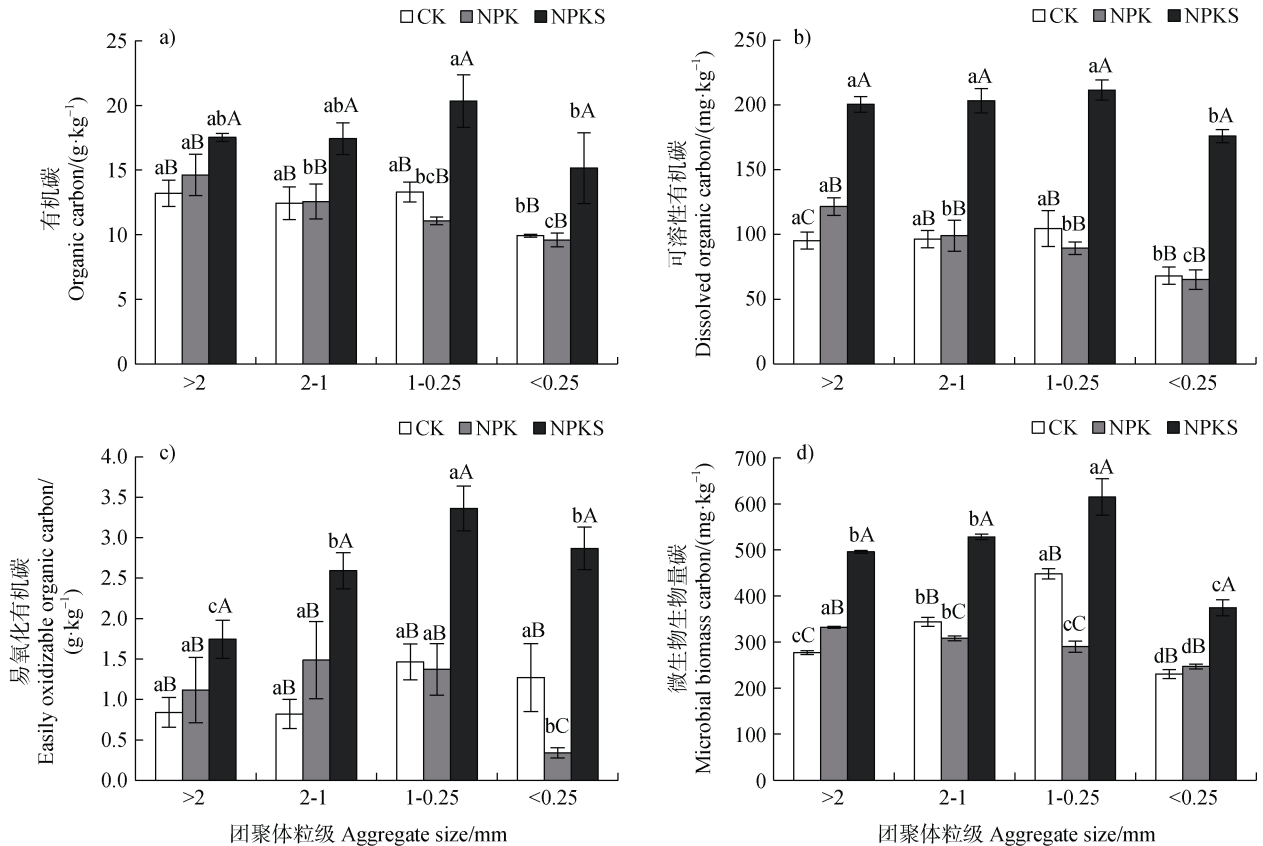 CK NPK NPKS
a)
有机碳
Organic carbon/(g·kg⁻¹)
25
20
15
10
5
0
aB aB abA
aB bB abA
aB bcB aA
bB cB bA
>2 2-1 1-0.25 <0.25
CK NPK NPKS
b)
可溶性有机碳
Dissolved organic carbon/(mg·kg⁻¹)
250
200
150
100
50
0
aC aB aA
aB bB aA
aB bB aA
bB cB bA
>2 2-1 1-0.25 <0.25
CK NPK NPKS
c)
易氧化有机碳
Easily oxidizable organic carbon/
(g·kg⁻¹)
4.0
3.5
3.0
2.5
2.0
1.5
1.0
0.5
0.0
aB aB cA
aB aB bA
aB aB aA
aB bC bA
>2 2-1 1-0.25 <0.25
团聚体粒级 Aggregate size/mm
CK NPK NPKS
d)
微生物生物量碳
Microbial biomass carbon/(mg·kg⁻¹)
700
600
500
400
300
200
100
0
cC aB bA
bB bC bA
aB cC aA
dB dB cA
>2 2-1 1-0.25 <0.25
团聚体粒级 Aggregate size/mm